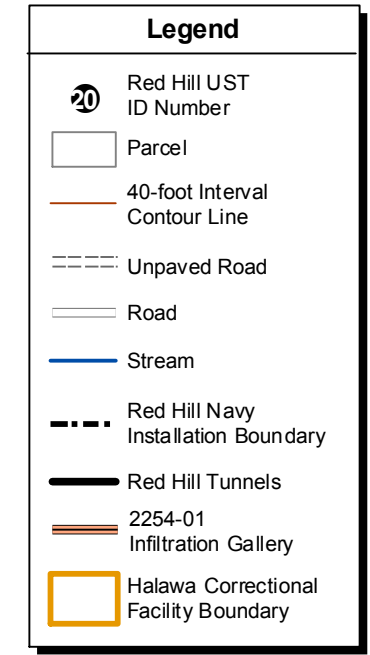 Legend
20
Red Hill UST
ID Number
Parcel
40-foot Interval
Contour Line
Unpaved Road
Road
Stream
Red Hill Navy
Installation Boundary
Red Hill Tunnels
2254-01
Infiltration Gallery
Halawa Correctional
Facility Boundary